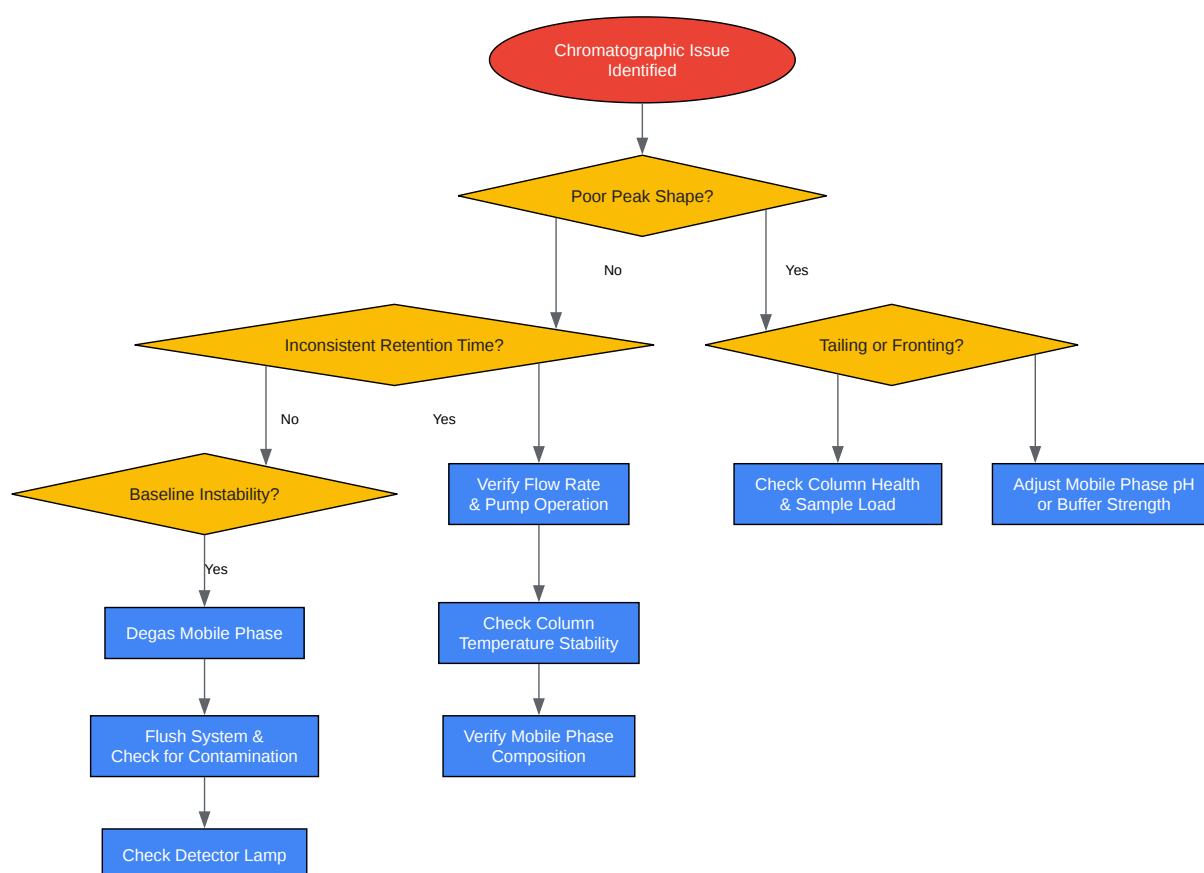 Chromatographic Issue
Identified
Poor Peak Shape?
No
Yes
Inconsistent Retention Time?
Tailing or Fronting?
No
Yes
Baseline Instability?
Verify Flow Rate
& Pump Operation
Check Column Health
& Sample Load
Adjust Mobile Phase pH
or Buffer Strength
Yes
Degas Mobile Phase
Check Column
Temperature Stability
Flush System &
Check for Contamination
Verify Mobile Phase
Composition
Check Detector Lamp